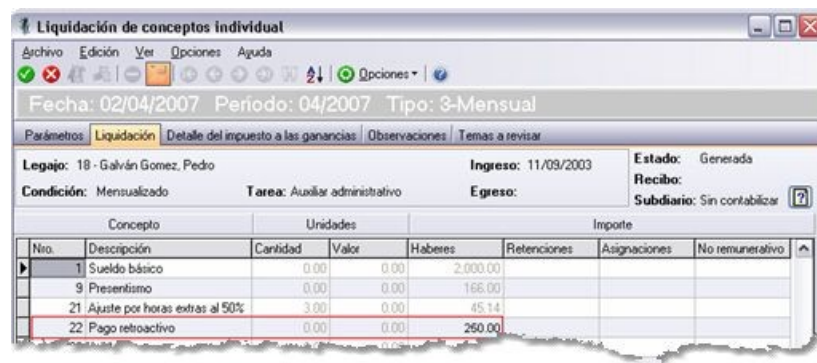 Liquidación de conceptos individual
Archivo Edición Ver Opciones Ayuda
Opciones
Fecha: 02/04/2007 Período: 04/2007 Tipo: 3-Mensual
Parámetros Liquidación Detalle del impuesto a las ganancias Observaciones Temas a revisar
Legajo: 18 - Galván Gomez, Pedro Ingreso: 11/09/2003 Estado: Generada
Recibo:
Condición: Mensualizado Tarea: Auxiliar administrativo Egreso: Subdiario: Sin contabilizar
Concepto Unidades Importe
Nro. Descripción Cantidad Valor Haberes Retenciones Asignaciones No remunerativo
1 Sueldo básico 0.00 0.00 2,000.00
9 Presentismo 0.00 0.00 166.00
21 Ajuste por horas extras al 50% 3.00 0.00 45.14
22 Pago retroactivo 0.00 0.00 250.00